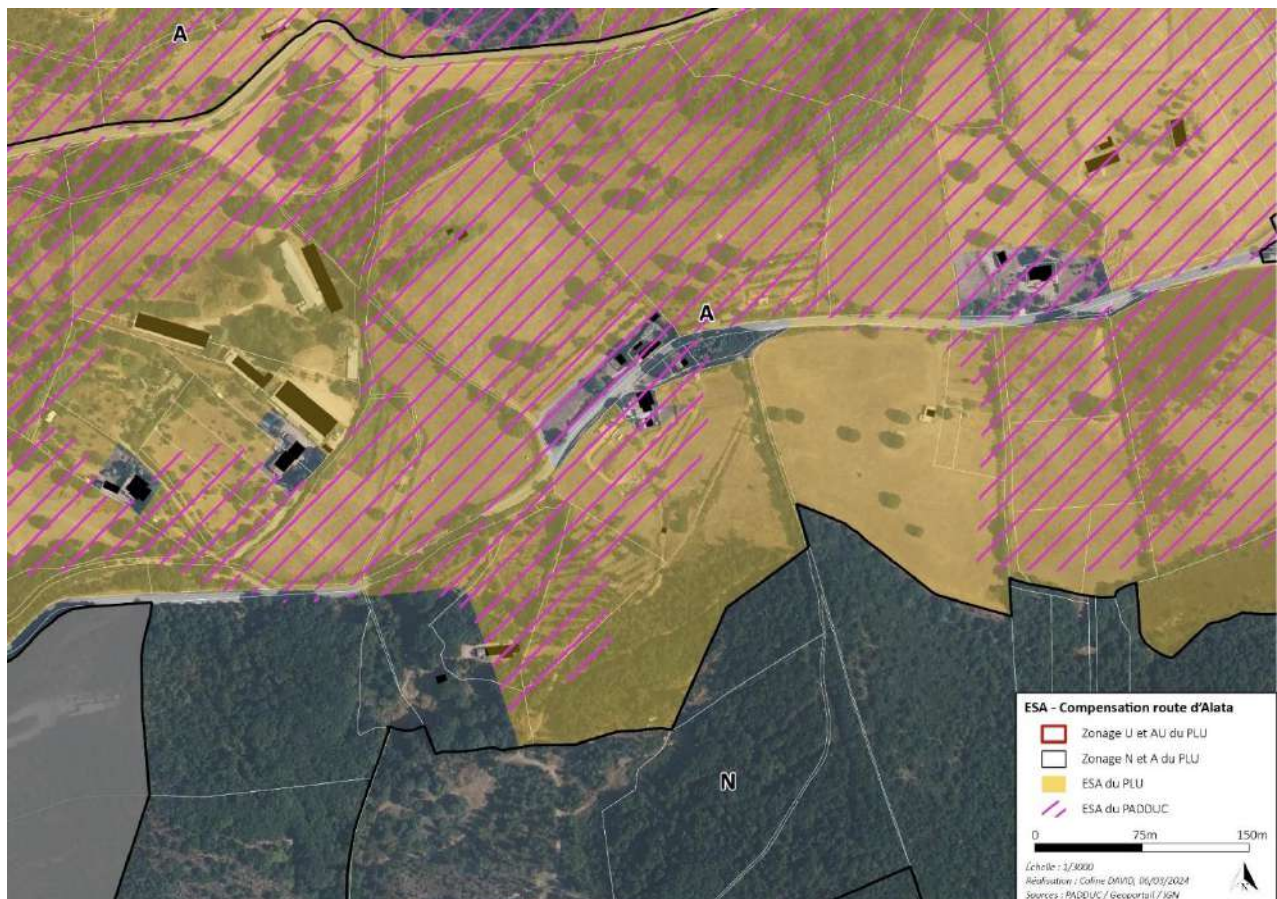 A
A
N
ESA - Compensation route d'Alata
Zonage U et AU du PLU
Zonage N et A du PLU
ESA du PLU
ESA du PADDUC
0 75m 150m
Échelle : 1/3000
Réalisation : Coline DAVID, 06/03/2024
Sources : PADDUC / Geoportail / IGN
N